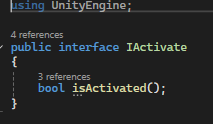 using UnityEngine;
4 references
public interface IActivate
{
3 references
bool isActivated();
}